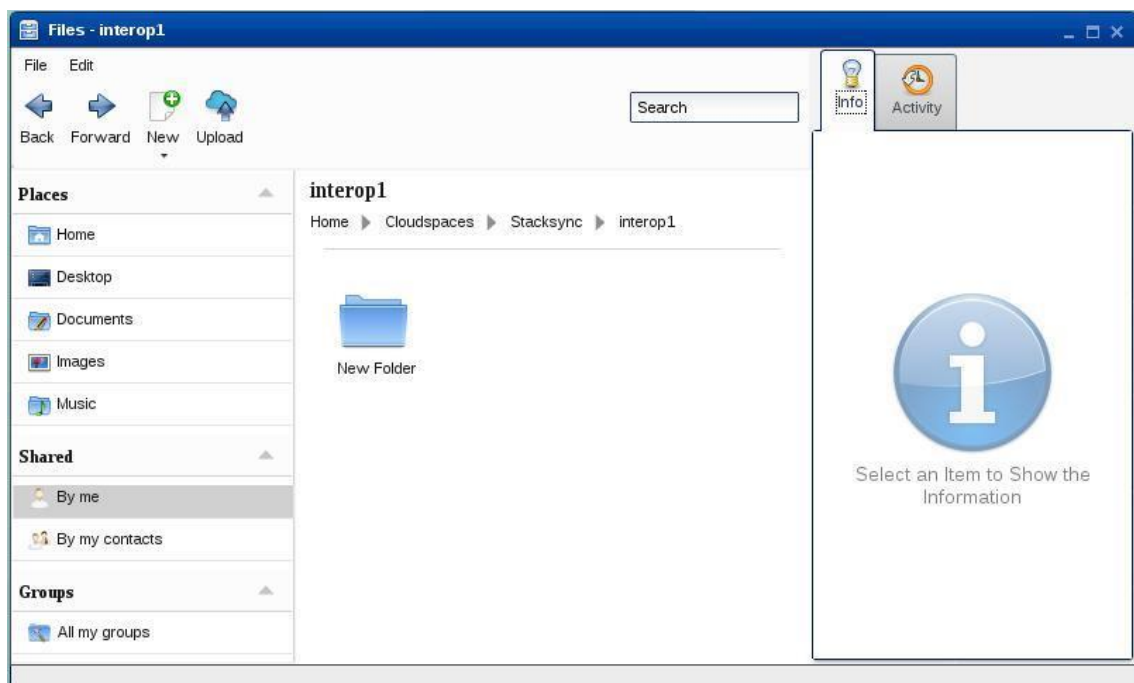 Files - interop1
File Edit
Back Forward New Upload
Search
Info
Activity
Places
Home
Desktop
Documents
Images
Music
Shared
By me
By my contacts
Groups
All my groups
interop1
Home Cloudspaces Stacksync interop1
New Folder
Select an Item to Show the
Information